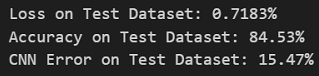 Loss on Test Dataset: 0.7183%
Accuracy on Test Dataset: 84.53%
CNN Error on Test Dataset: 15.47%